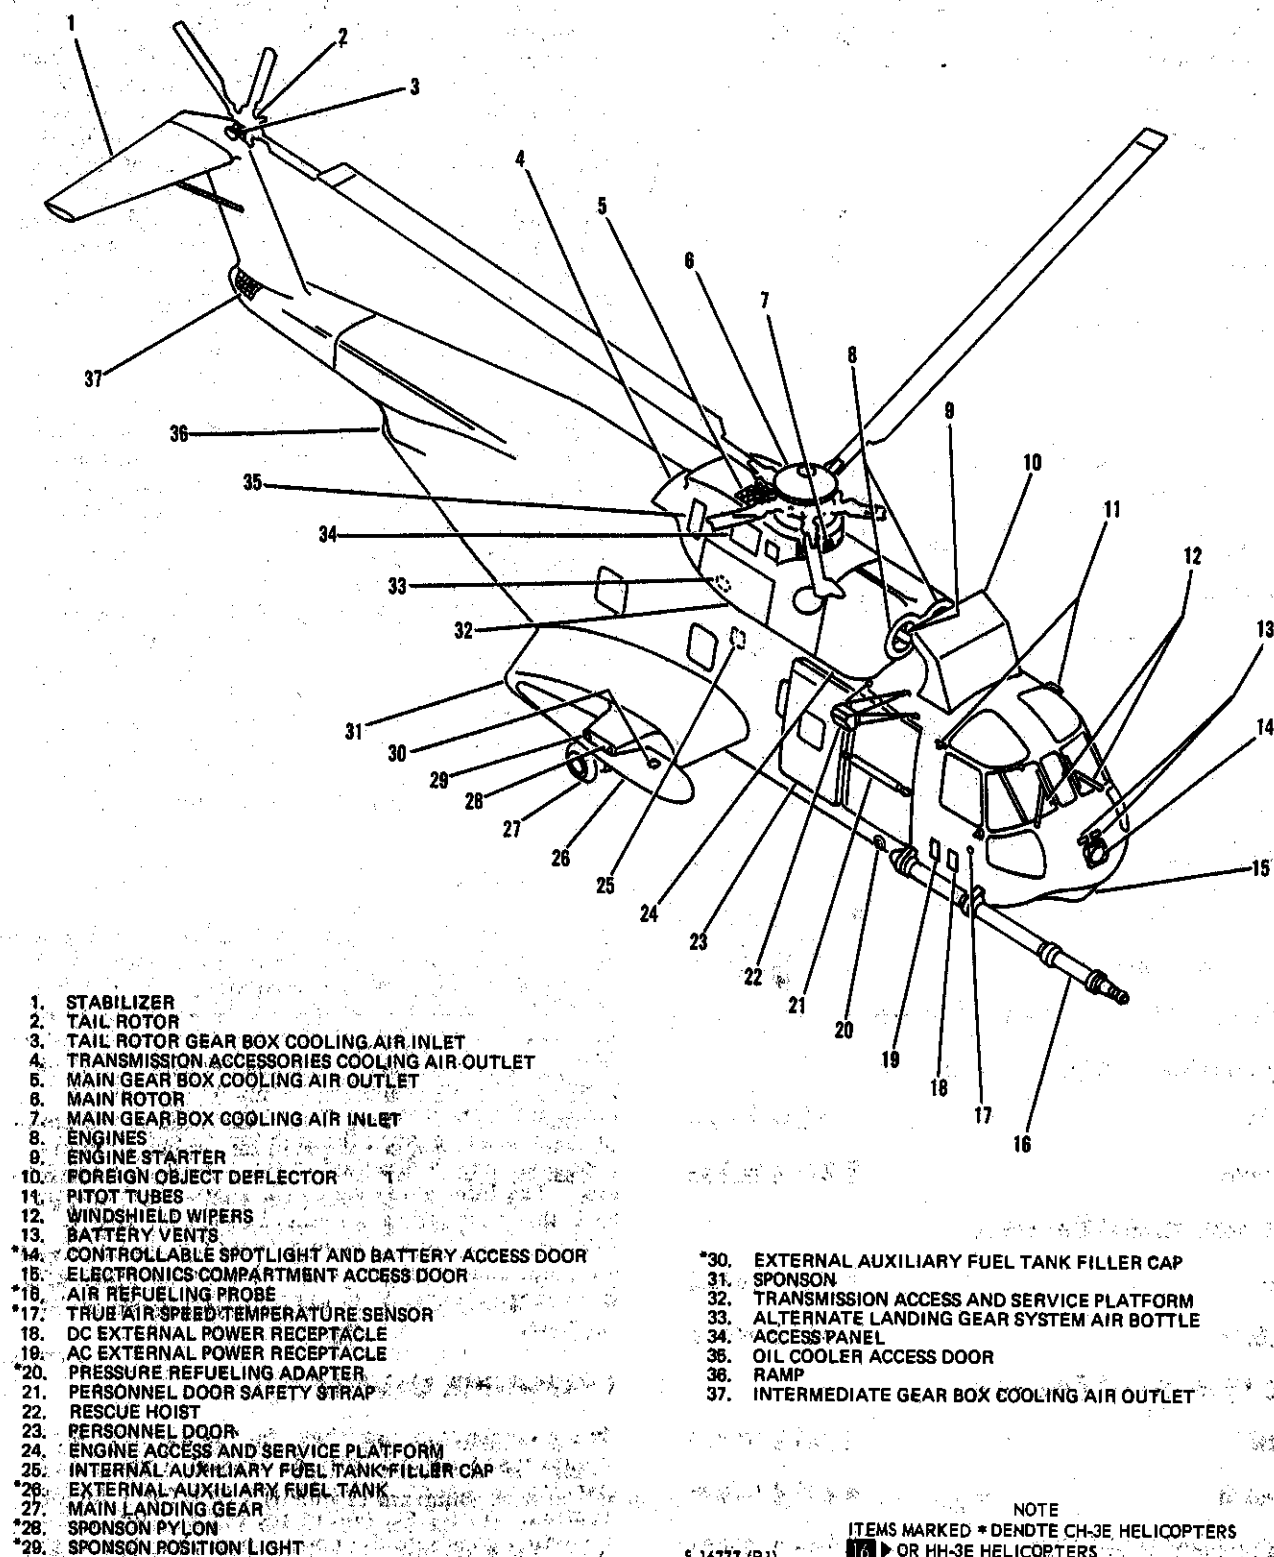 1
2
3
4
5
6
7
8
9
10
11
12
13
14
15
16
17
18
19
20
21
22
23
24
25
26
27
28
29
30
31
32
33
34
35
36
37
1. STABILIZER
2. TAIL ROTOR
3. TAIL ROTOR GEAR BOX COOLING AIR INLET
4. TRANSMISSION ACCESSORIES COOLING AIR OUTLET
5. MAIN GEAR BOX COOLING AIR OUTLET
6. MAIN ROTOR
7. MAIN GEAR BOX COOLING AIR INLET
8. ENGINES
9. ENGINE STARTER
10. FOREIGN OBJECT DEFLECTOR
11. PITOT TUBES
12. WINDSHIELD WIPERS
13. BATTERY VENTS
*14. CONTROLLABLE SPOTLIGHT AND BATTERY ACCESS DOOR
15. ELECTRONICS COMPARTMENT ACCESS DOOR
*16. AIR REFUELING PROBE
*17. TRUE AIR SPEED TEMPERATURE SENSOR
18. DC EXTERNAL POWER RECEPTACLE
19. AC EXTERNAL POWER RECEPTACLE
*20. PRESSURE REFUELING ADAPTER
21. PERSONNEL DOOR SAFETY STRAP
22. RESCUE HOIST
23. PERSONNEL DOOR
24. ENGINE ACCESS AND SERVICE PLATFORM
25. INTERNAL AUXILIARY FUEL TANK FILLER CAP
*26. EXTERNAL AUXILIARY FUEL TANK
27. MAIN LANDING GEAR
*28. SPONSON PYLON
*29. SPONSON POSITION LIGHT
*30. EXTERNAL AUXILIARY FUEL TANK FILLER CAP
31. SPONSON
32. TRANSMISSION ACCESS AND SERVICE PLATFORM
33. ALTERNATE LANDING GEAR SYSTEM AIR BOTTLE
34. ACCESS PANEL
35. OIL COOLER ACCESS DOOR
36. RAMP
37. INTERMEDIATE GEAR BOX COOLING AIR OUTLET
NOTE
ITEMS MARKED * DENOTE CH-3E HELICOPTERS
16 ▶ OR HH-3E HELICOPTERS